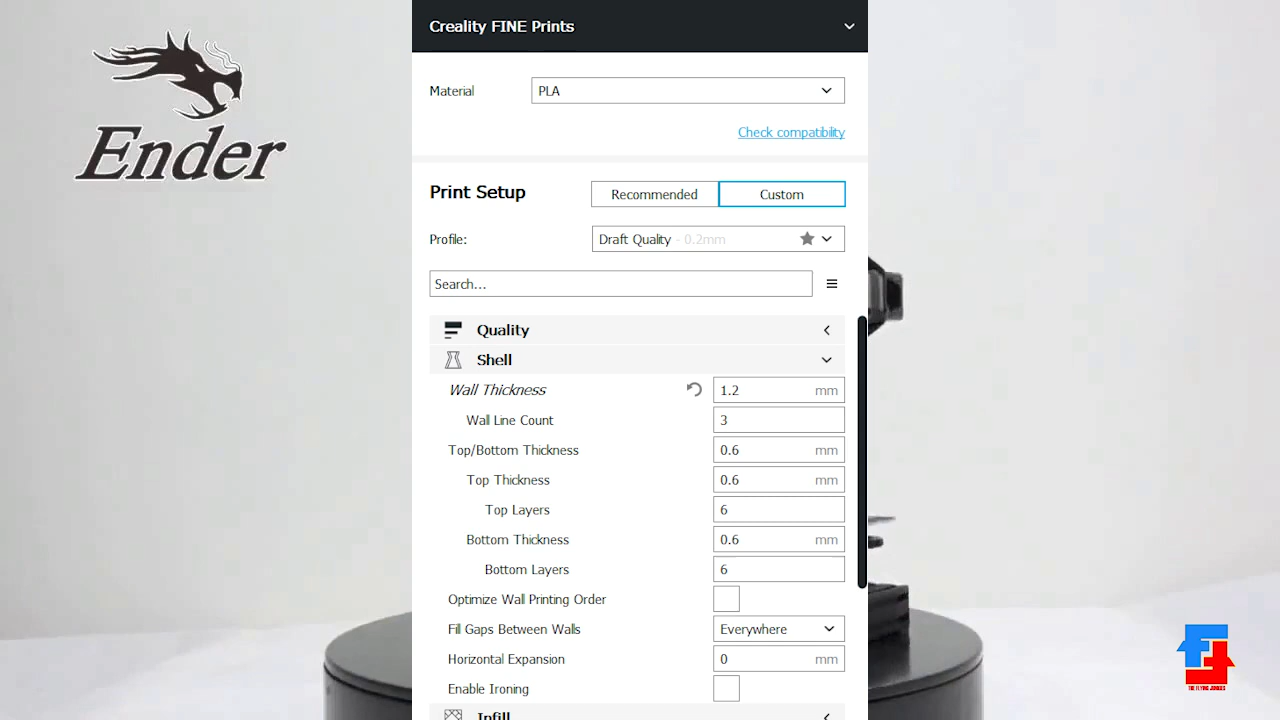 Creality FINE Prints
Ender
Material PLA
Check compatibility
Print Setup Recommended Custom
Profile: Draft Quality - 0.2mm
Search...
Quality
Shell
Wall Thickness 1.2 mm
Wall Line Count 3
Top/Bottom Thickness 0.6 mm
Top Thickness 0.6 mm
Top Layers 6
Bottom Thickness 0.6 mm
Bottom Layers 6
Optimize Wall Printing Order
Fill Gaps Between Walls Everywhere
Horizontal Expansion 0 mm
Enable Ironing
Infill
THE FLYING JUNKIES